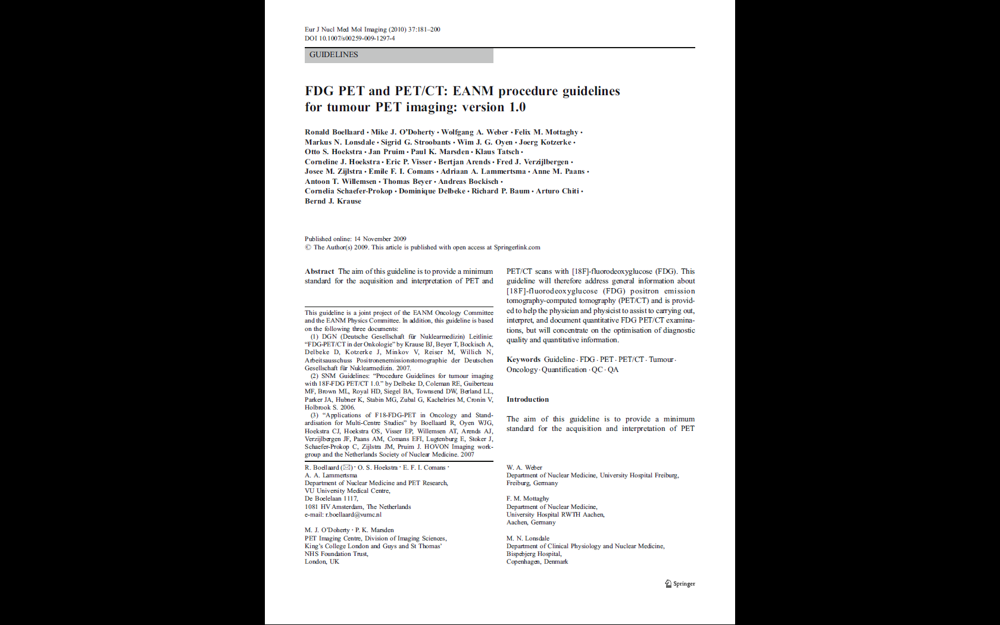 Eur J Nucl Med Mol Imaging (2010) 37:181–200
DOI 10.1007/s00259-009-1297-4
GUIDELINES
FDG PET and PET/CT: EANM procedure guidelines
for tumour PET imaging: version 1.0
Ronald Boellaard · Mike J. O’Doherty · Wolfgang A. Weber · Felix M. Mottaghy ·
Markus N. Lonsdale · Sigrid G. Stroobants · Wim J. G. Oyen · Joerg Kotzerke ·
Otto S. Hoekstra · Jan Pruim · Paul K. Marsden · Klaus Tatsch ·
Corneline J. Hoekstra · Eric P. Visser · Bertjan Arends · Fred J. Verzijlbergen ·
Josee M. Zijlstra · Emile F. I. Comans · Adriaan A. Lammertsma · Anne M. Paans ·
Antoon T. Willemsen · Thomas Beyer · Andreas Bockisch ·
Cornelia Schaefer-Prokop · Dominique Delbeke · Richard P. Baum · Arturo Chiti ·
Bernd J. Krause
Published online: 14 November 2009
© The Author(s) 2009. This article is published with open access at Springerlink.com
Abstract The aim of this guideline is to provide a minimum
standard for the acquisition and interpretation of PET and
PET/CT scans with [18F]-fluorodeoxyglucose (FDG). This
guideline will therefore address general information about
[18F]-fluorodeoxyglucose (FDG) positron emission
tomography-computed tomography (PET/CT) and is provid-
ed to help the physician and physicist to assist to carrying out,
interpret, and document quantitative FDG PET/CT examina-
tions, but will concentrate on the optimisation of diagnostic
quality and quantitative information.
Keywords Guideline · FDG · PET · PET/CT · Tumour ·
Oncology · Quantification · QC · QA
Introduction
The aim of this guideline is to provide a minimum
standard for the acquisition and interpretation of PET
This guideline is a joint project of the EANM Oncology Committee
and the EANM Physics Committee. In addition, this guideline is based
on the following three documents:
(1) DGN (Deutsche Gesellschaft für Nuklearmedizin) Leitlinie:
“FDG-PET/CT in der Onkologie” by Krause BJ, Beyer T, Bockisch A,
Delbeke D, Kotzerke J, Minkov V, Reiser M, Willich N,
Arbeitsausschuss Positronenemissionstomographie der Deutschen
Gesellschaft für Nuklearmedizin. 2007.
(2) SNM Guidelines: “Procedure Guidelines for tumour imaging
with 18F-FDG PET/CT 1.0.” by Delbeke D, Coleman RE, Guiberteau
MF, Brown ML, Royal HD, Siegel BA, Townsend DW, Berland LL,
Parker JA, Hubner K, Stabin MG, Zubal G, Kachelries M, Cronin V,
Holbrook S. 2006.
(3) “Applications of F18-FDG-PET in Oncology and Stand-
ardisation for Multi-Centre Studies” by Boellaard R, Oyen WJG,
Hoekstra CJ, Hoekstra OS, Visser EP, Willemsen AT, Arends AJ,
Verzijlbergen JF, Paans AM, Comans EFI, Lugtenburg E, Stoker J,
Schaefer-Prokop C, Zijlstra JM, Pruim J. HOVON Imaging work-
group and the Netherlands Society of Nuclear Medicine. 2007
R. Boellaard (✉) · O. S. Hoekstra · E. F. I. Comans ·
A. A. Lammertsma
Department of Nuclear Medicine and PET Research,
VU University Medical Centre,
De Boelelaan 1117,
1081 HV Amsterdam, The Netherlands
e-mail: r.boellaard@vumc.nl
M. J. O’Doherty · P. K. Marsden
PET Imaging Centre, Division of Imaging Sciences,
King’s College London and Guys and St Thomas’
NHS Foundation Trust,
London, UK
W. A. Weber
Department of Nuclear Medicine, University Hospital Freiburg,
Freiburg, Germany
F. M. Mottaghy
Department of Nuclear Medicine,
University Hospital RWTH Aachen,
Aachen, Germany
M. N. Lonsdale
Department of Clinical Physiology and Nuclear Medicine,
Bispebjerg Hospital,
Copenhagen, Denmark
Springer